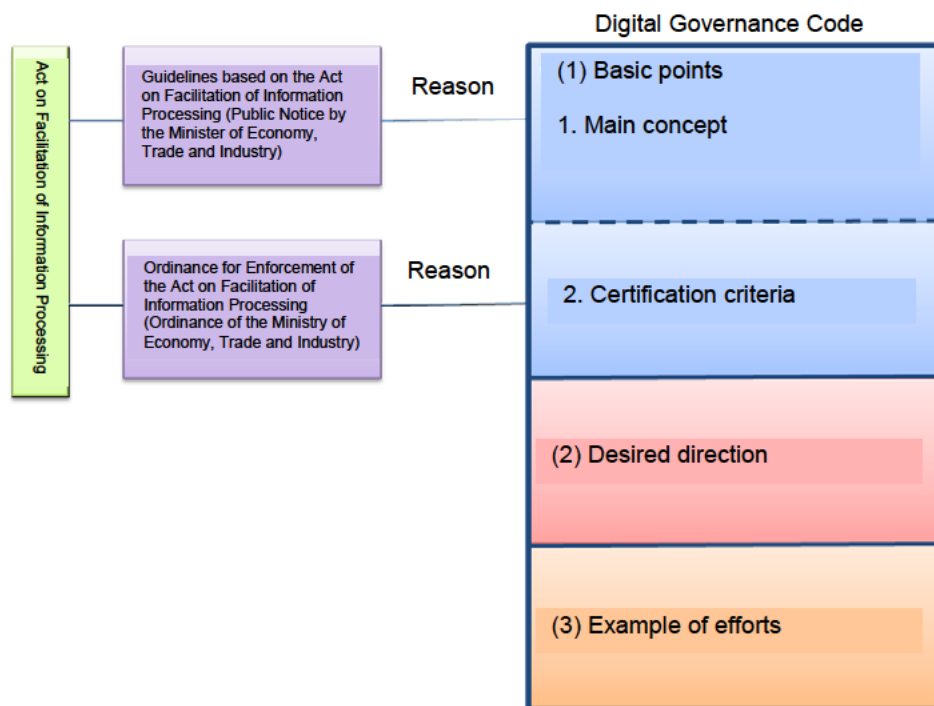 Digital Governance Code
Act on Facilitation of Information Processing
Guidelines based on the Act
on Facilitation of Information
Processing (Public Notice by
the Minister of Economy,
Trade and Industry)
Reason
(1) Basic points
1. Main concept
Ordinance for Enforcement of
the Act on Facilitation of
Information Processing
(Ordinance of the Ministry of
Economy, Trade and Industry)
Reason
2. Certification criteria
(2) Desired direction
(3) Example of efforts